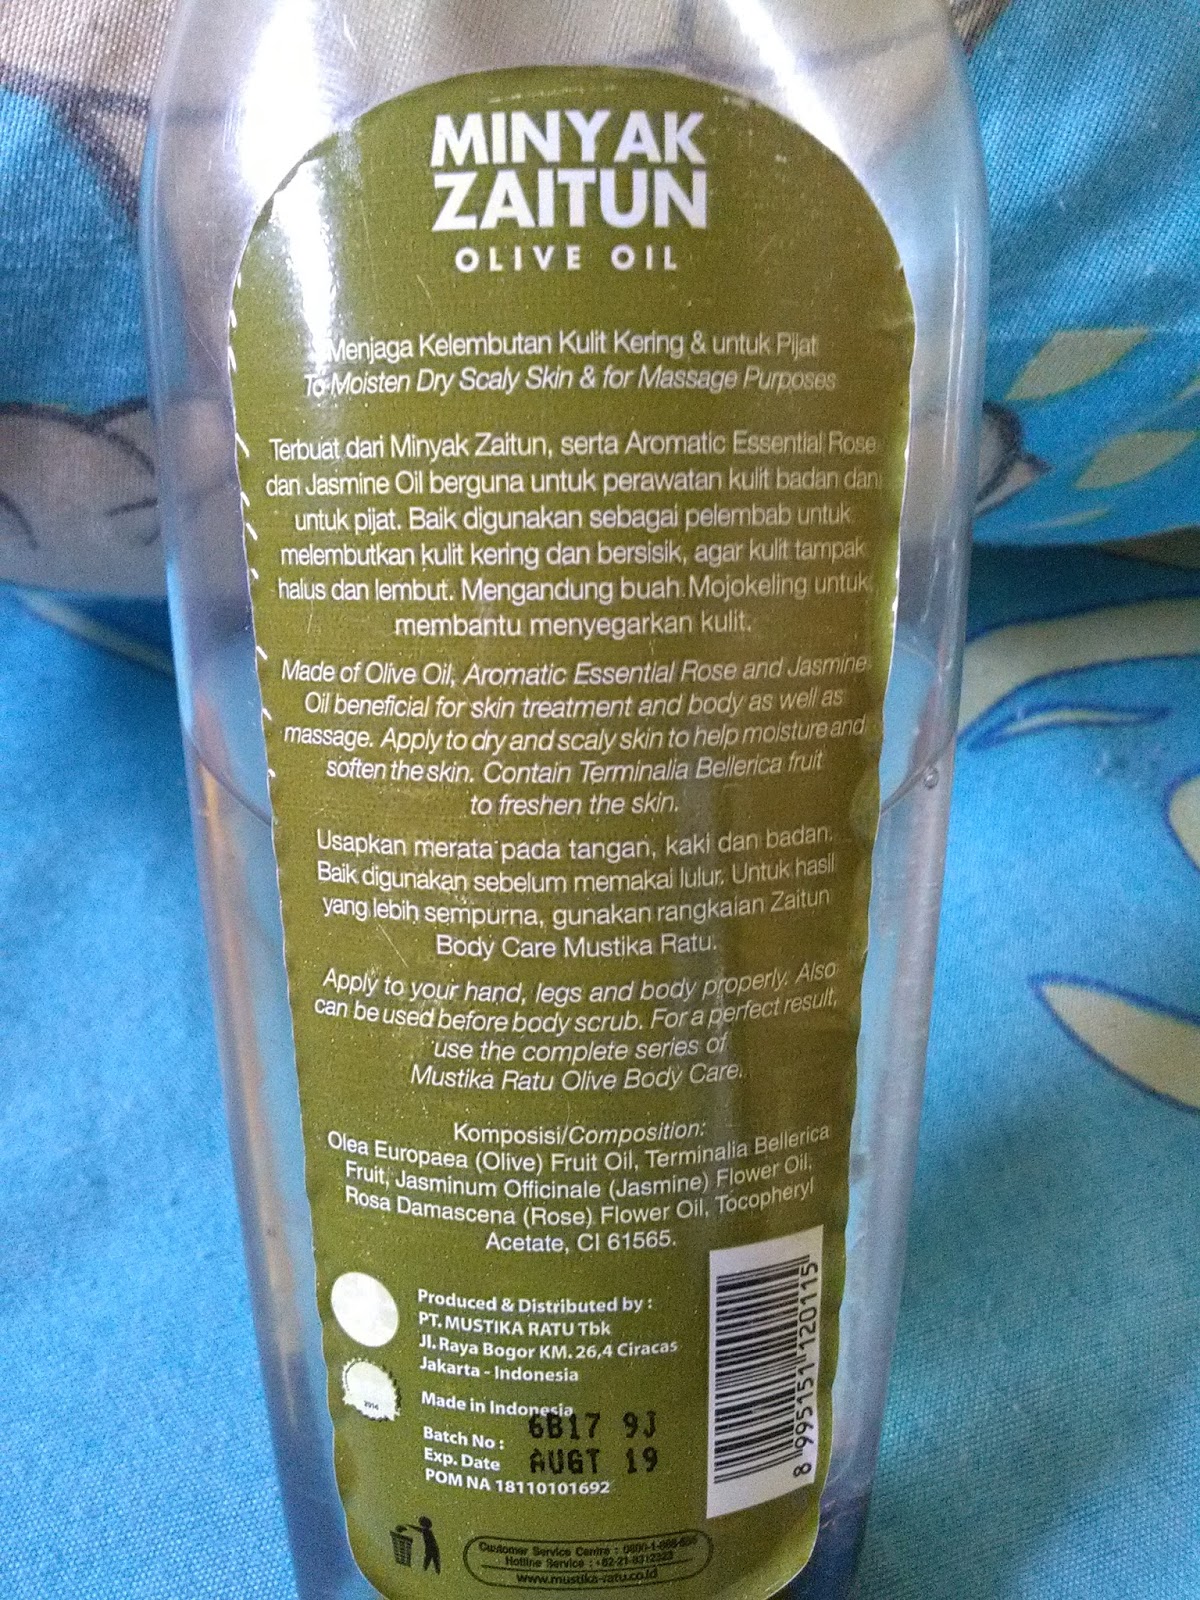 MINYAK
ZAITUN
OLIVE OIL
Menjaga Kelembutan Kulit Kering & untuk Pijat
To Moisten Dry Scaly Skin & for Massage Purposes
Terbuat dari Minyak Zaitun, serta Aromatic Essential Rose
dan Jasmine Oil berguna untuk perawatan kulit badan dan
untuk pijat. Baik digunakan sebagai pelembab untuk
melembutkan kulit kering dan bersisik, agar kulit tampak
halus dan lembut. Mengandung buah Mojokeling untuk
membantu menyegarkan kulit.
Made of Olive Oil, Aromatic Essential Rose and Jasmine
Oil beneficial for skin treatment and body as well as
massage. Apply to dry and scaly skin to help moisture and
soften the skin. Contain Terminalia Bellerica fruit
to freshen the skin.
Usapkan merata pada tangan, kaki dan badan.
Baik digunakan sebelum memakai lulur. Untuk hasil
yang lebih sempurna, gunakan rangkaian Zaitun
Body Care Mustika Ratu.
Apply to your hand, legs and body properly. Also
can be used before body scrub. For a perfect result,
use the complete series of
Mustika Ratu Olive Body Care.
Komposisi/Composition:
Olea Europaea (Olive) Fruit Oil, Terminalia Bellerica
Fruit, Jasminum Officinale (Jasmine) Flower Oil,
Rosa Damascena (Rose) Flower Oil, Tocopheryl
Acetate, CI 61565.
Produced & Distributed by :
PT. MUSTIKA RATU Tbk
Jl. Raya Bogor KM. 26,4 Ciracas
Jakarta - Indonesia
Made in Indonesia
Batch No : 6B17 9J
Exp. Date AUGT 19
POM NA 18110101692
8 995151 120115
2014
Customer Service Centre :
Hotline Service : +62-21-8312323
www.mustika-ratu.co.id